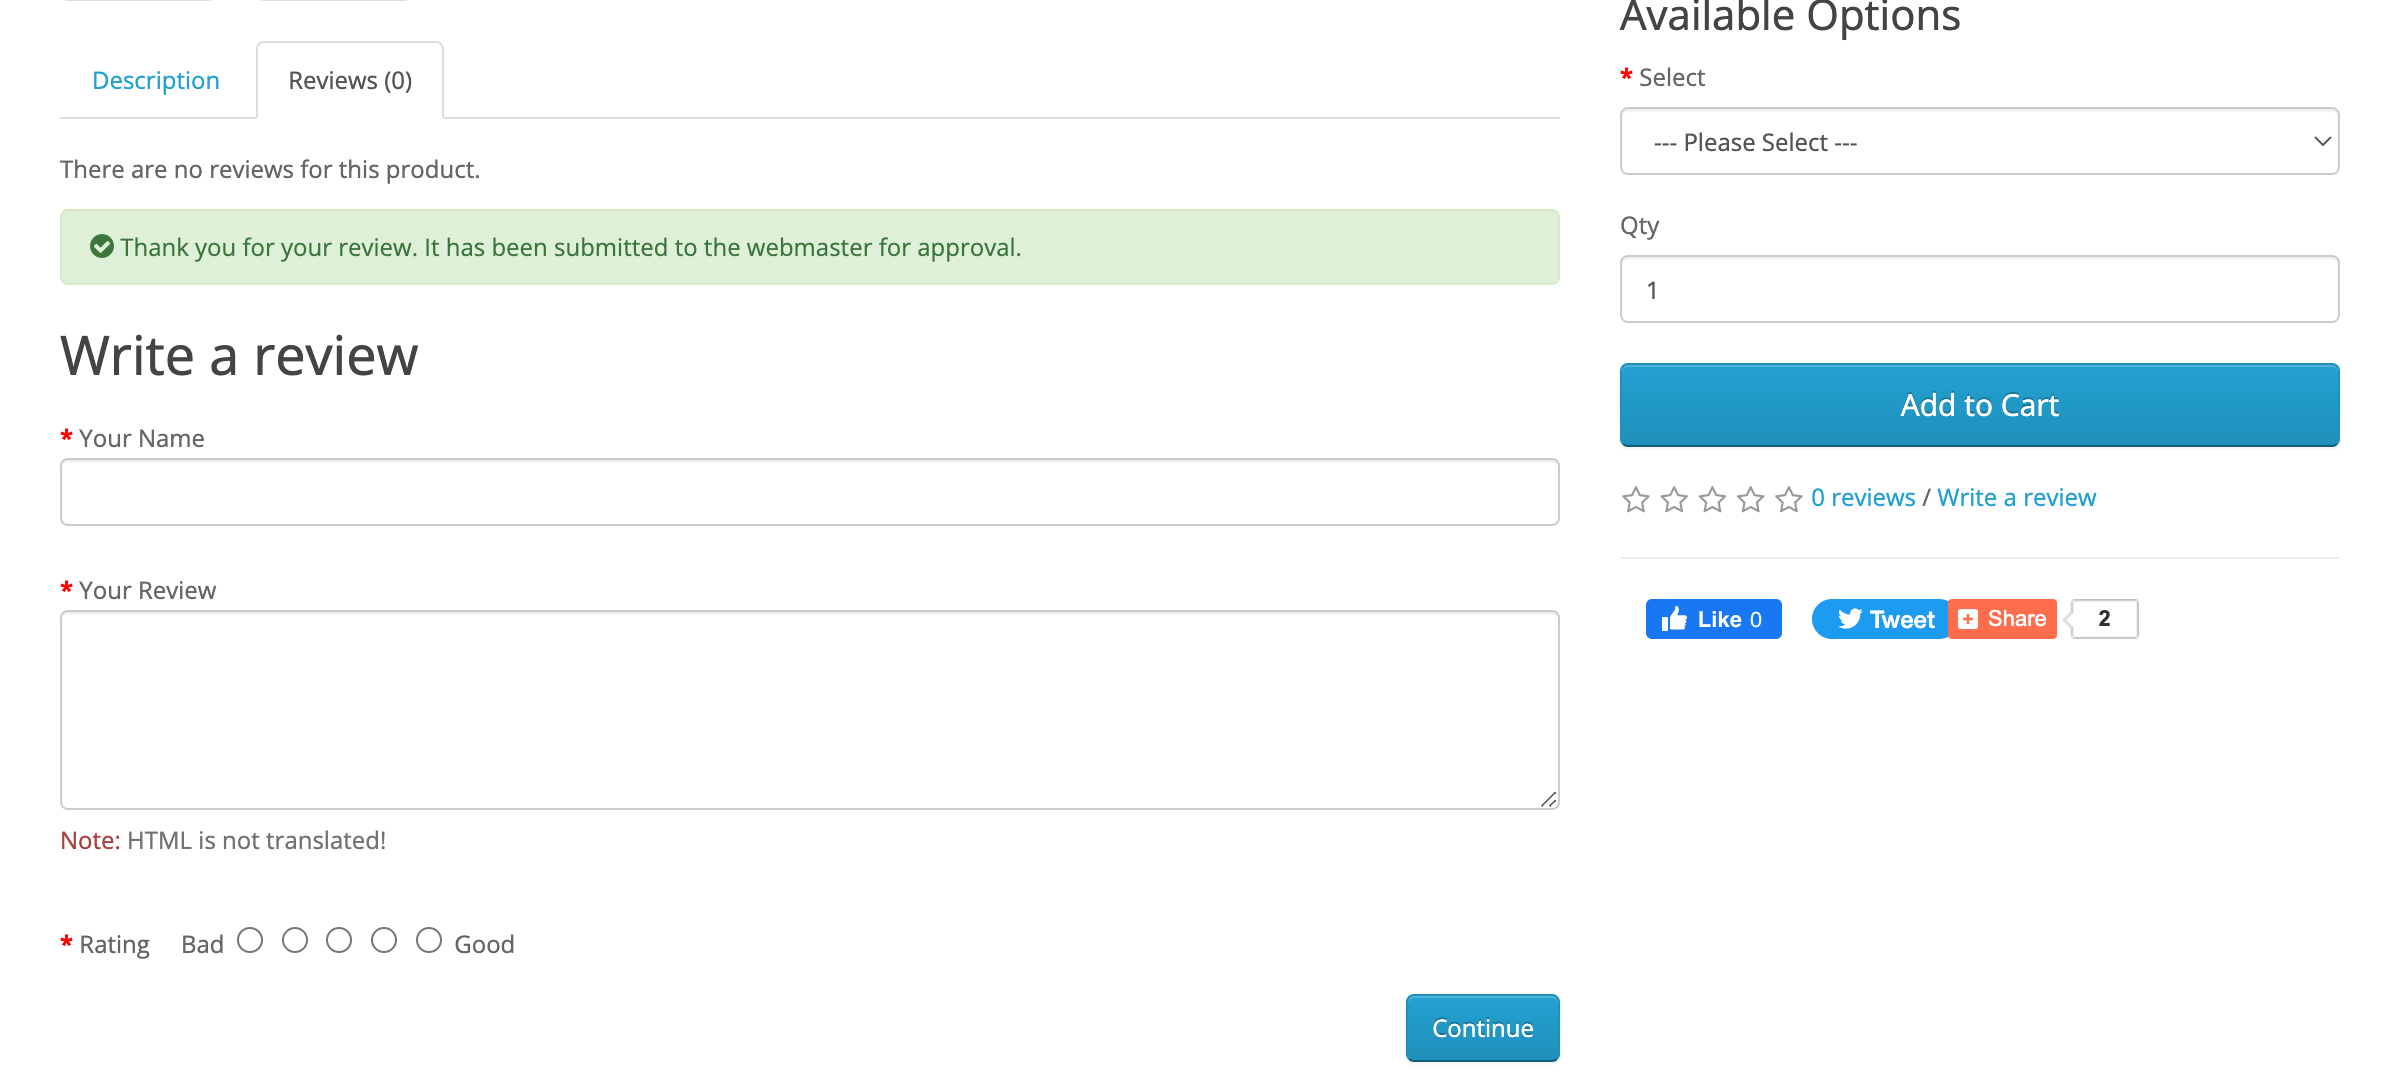 Description
Reviews (0)
There are no reviews for this product.
Thank you for your review. It has been submitted to the webmaster for approval.
Write a review
* Your Name
* Your Review
Note: HTML is not translated!
* Rating Bad Good
Continue
Available Options
* Select
--- Please Select ---
Qty
1
Add to Cart
0 reviews / Write a review
Like 0
Tweet
Share
2